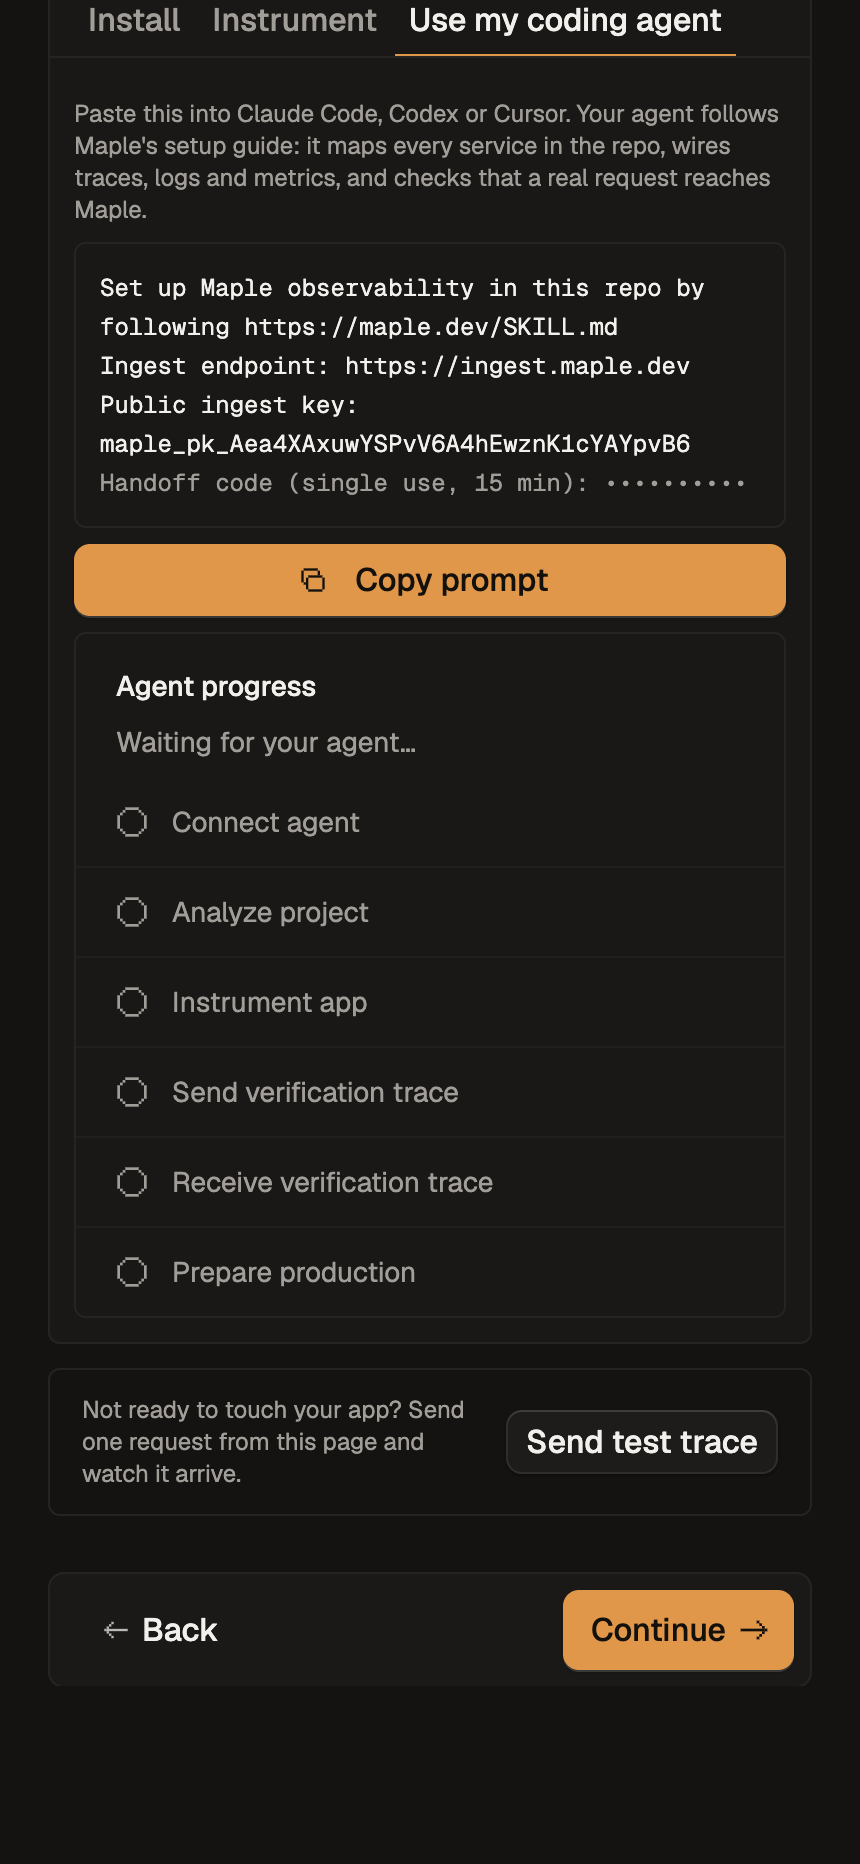 Install Instrument Use my coding agent
Paste this into Claude Code, Codex or Cursor. Your agent follows
Maple's setup guide: it maps every service in the repo, wires
traces, logs and metrics, and checks that a real request reaches
Maple.
Set up Maple observability in this repo by
following https://maple.dev/SKILL.md
Ingest endpoint: https://ingest.maple.dev
Public ingest key:
maple_pk_Aea4XAxuwYSPvV6A4hEwznK1cYAYpvB6
Handoff code (single use, 15 min): ••••••••••
Copy prompt
Agent progress
Waiting for your agent…
Connect agent
Analyze project
Instrument app
Send verification trace
Receive verification trace
Prepare production
Not ready to touch your app? Send
one request from this page and
watch it arrive.
Send test trace
← Back
Continue →